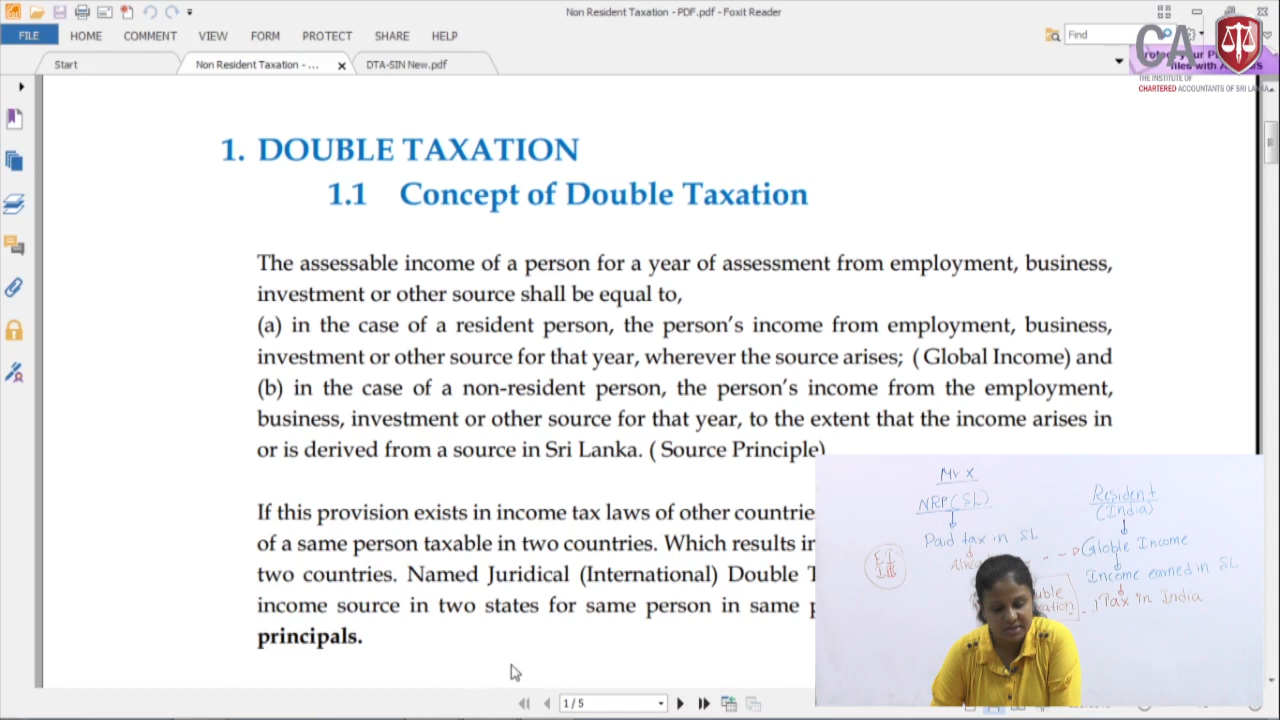 Non Resident Taxation - PDF.pdf - Foxit Reader
FILE HOME COMMENT VIEW FORM PROTECT SHARE HELP
Find
CA
THE INSTITUTE OF
CHARTERED ACCOUNTANTS OF SRI LANKA
Start
Non Resident Taxation - ...
DTA-SIN New.pdf
files with
1. DOUBLE TAXATION
1.1 Concept of Double Taxation
The assessable income of a person for a year of assessment from employment, business,
investment or other source shall be equal to,
(a) in the case of a resident person, the person's income from employment, business,
investment or other source for that year, wherever the source arises; ( Global Income) and
(b) in the case of a non-resident person, the person's income from the employment,
business, investment or other source for that year, to the extent that the income arises in
or is derived from a source in Sri Lanka. ( Source Principle)
If this provision exists in income tax laws of other countrie
of a same person taxable in two countries. Which results in
two countries. Named Juridical (International) Double T
income source in two states for same person in same p
principals.
Mr X
NRP (SL)
Paid tax in SL
Resident
(India)
Globle Income
Income earned in SL
Tax in India
1 / 5